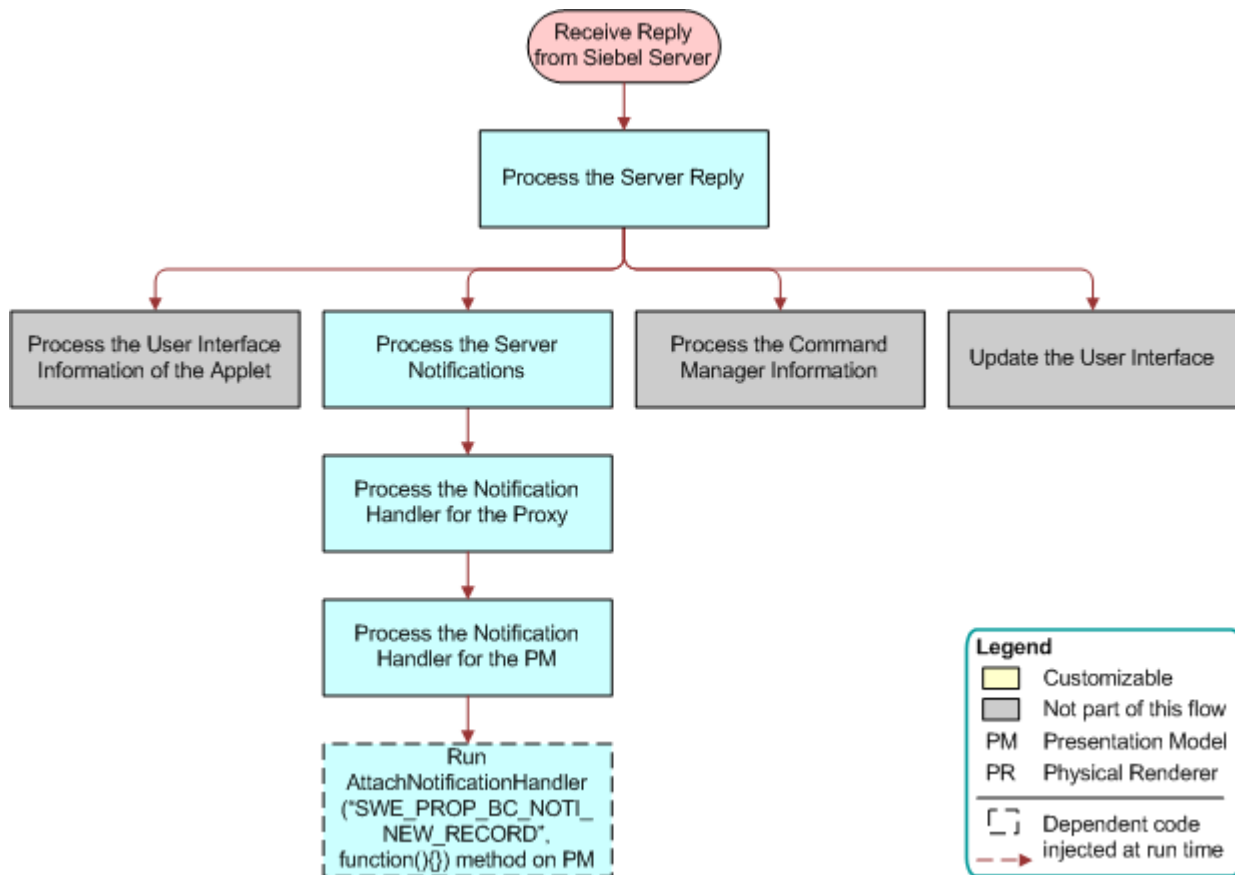 Receive Reply
from Siebel Server
Process the Server Reply
Process the User Interface
Information of the Applet
Process the Server
Notifications
Process the Command
Manager Information
Update the User Interface
Process the Notification
Handler for the Proxy
Process the Notification
Handler for the PM
Run
AttachNotificationHandler
("SWE_PROP_BC_NOTI_
NEW_RECORD",
function(){}) method on PM
Legend
Customizable
Not part of this flow
PM Presentation Model
PR Physical Renderer
Dependent code
injected at run time